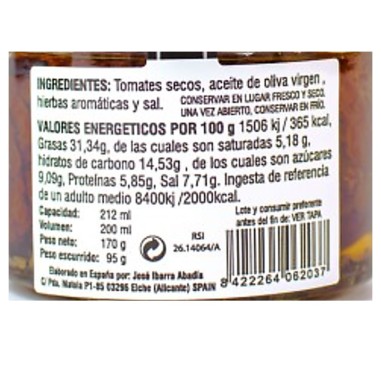 INGREDIENTES: Tomates secos, aceite de oliva virgen,
hierbas aromáticas y sal. CONSERVAR EN LUGAR FRESCO Y SECO.
UNA VEZ ABIERTO, CONSERVAR EN FRÍO.
VALORES ENERGETICOS POR 100 g 1506 kj / 365 kcal,
Grasas 31,34g, de las cuales son saturadas 5,18 g,
hidratos de carbono 14,53g , de los cuales son azúcares
9,09g, Proteínas 5,85g, Sal 7,71g. Ingesta de referencia
de un adulto medio 8400kj /2000kcal.
Capacidad: 212 ml
Volumen: 200 ml
Peso neto: 170 g
Peso escurrido: 95 g
RSI
26.14064/A
Lote y consumir preferente
antes del fin de: VER TAPA
8 422264 062037
Elaborado en España por: José Ibarra Abadía
C/ Pda. Matola P1-85 03296 Elche (Alicante) SPAIN